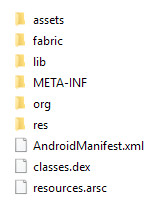 assets
fabric
lib
META-INF
org
res
AndroidManifest.xml
classes.dex
resources.arsc